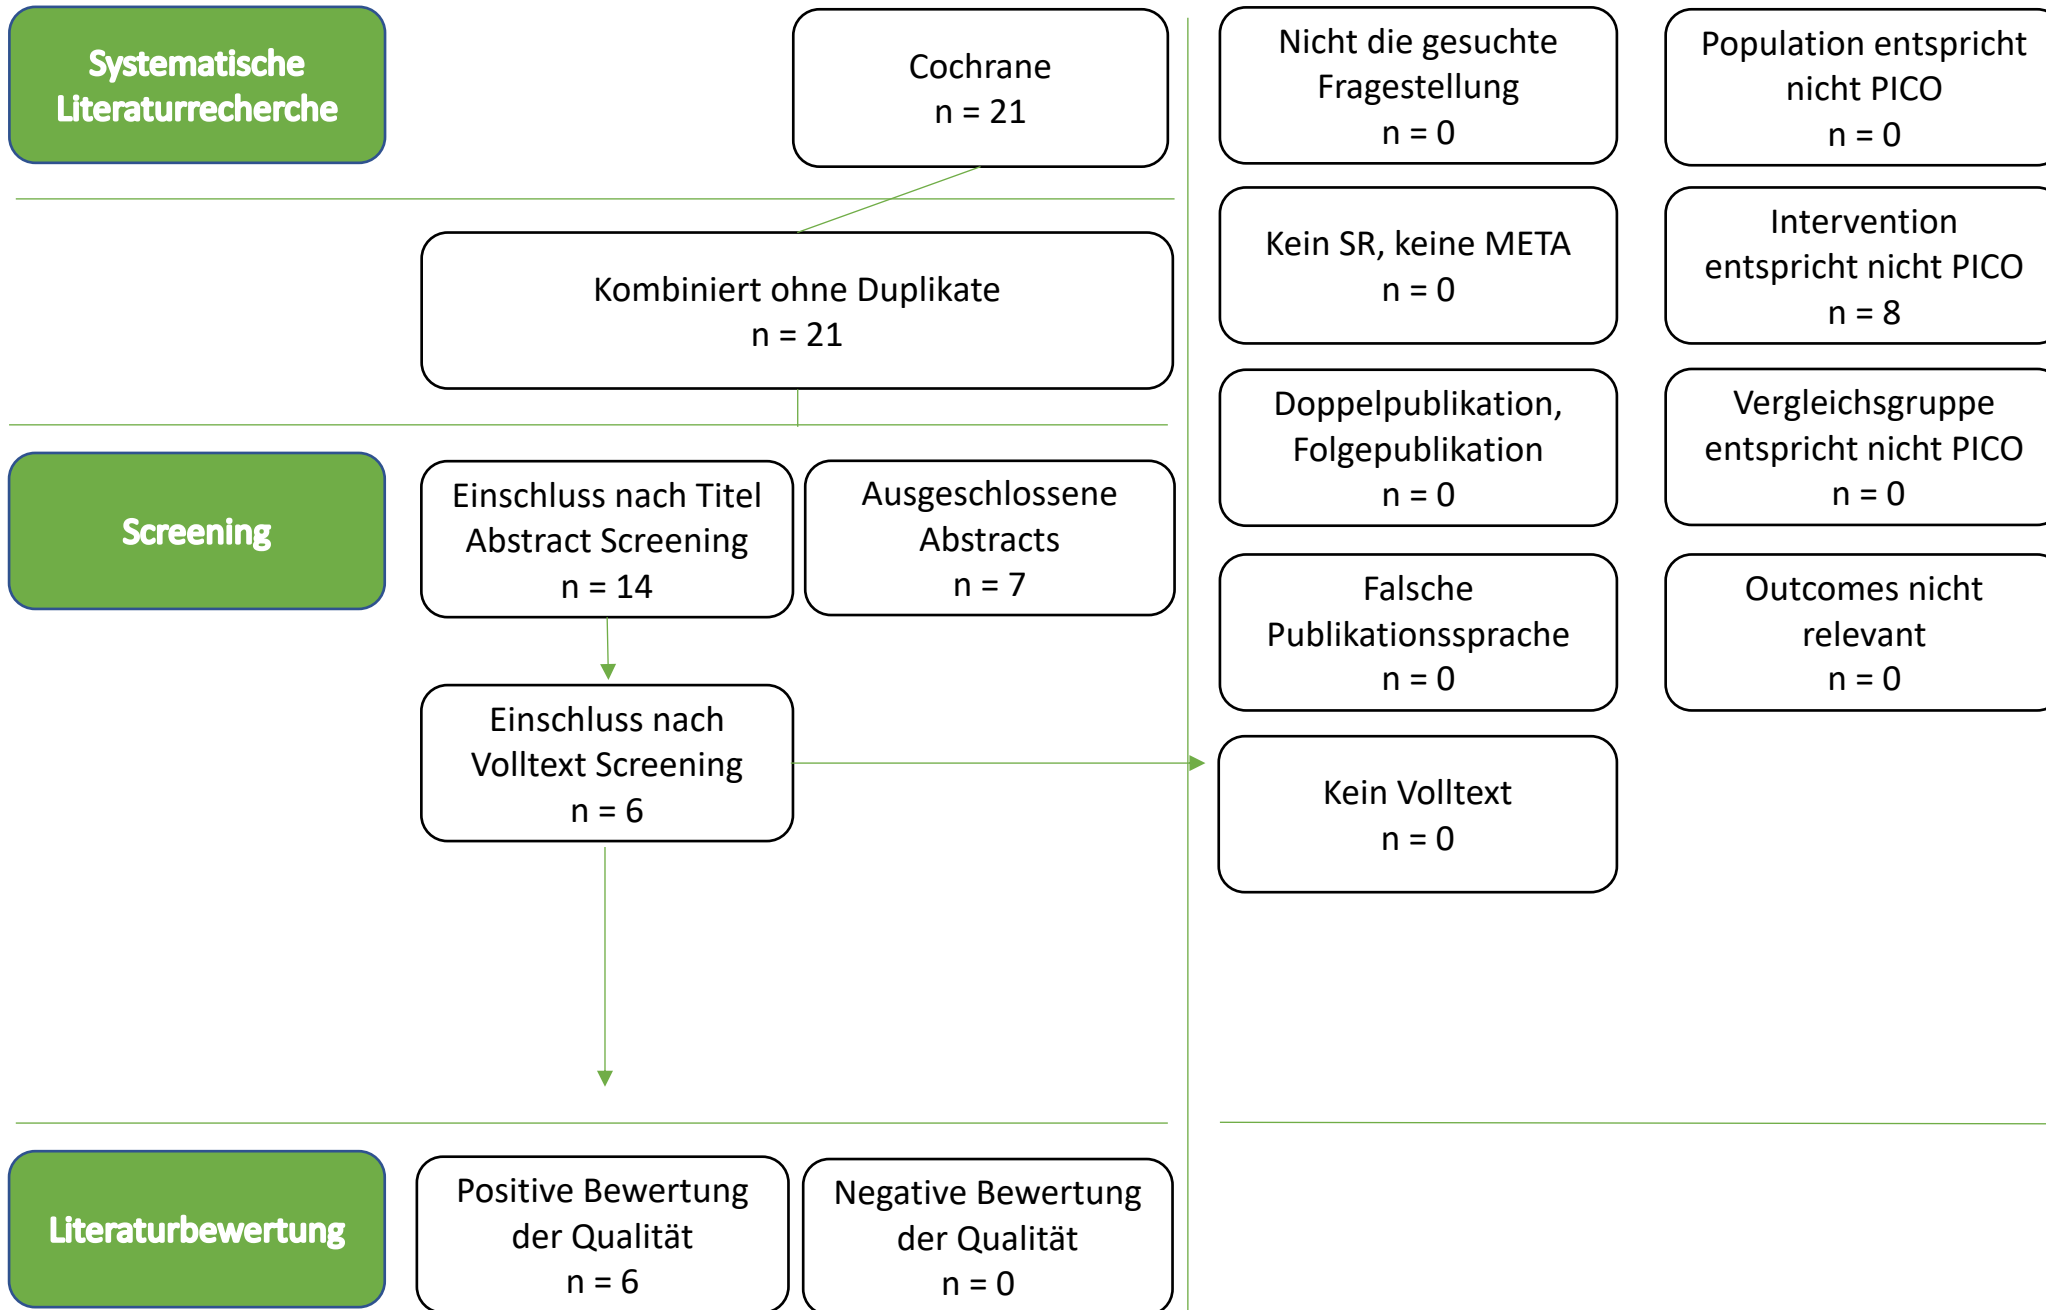 Systematische
Literaturrecherche
Cochrane
n = 21
Kombiniert ohne Duplikate
n = 21
Screening
Einschluss nach Titel
Abstract Screening
n = 14
Ausgeschlossene
Abstracts
n = 7
Einschluss nach
Volltext Screening
n = 6
Literaturbewertung
Positive Bewertung
der Qualität
n = 6
Negative Bewertung
der Qualität
n = 0
Nicht die gesuchte
Fragestellung
n = 0
Population entspricht
nicht PICO
n = 0
Kein SR, keine META
n = 0
Intervention
entspricht nicht PICO
n = 8
Doppelpublikation,
Folgepublikation
n = 0
Vergleichsgruppe
entspricht nicht PICO
n = 0
Falsche
Publikationssprache
n = 0
Outcomes nicht
relevant
n = 0
Kein Volltext
n = 0